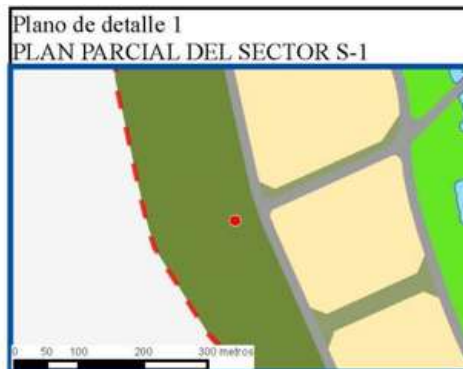 Plano de detalle 1
PLAN PARCIAL DEL SECTOR S-1
0 50 100 200 300 metros